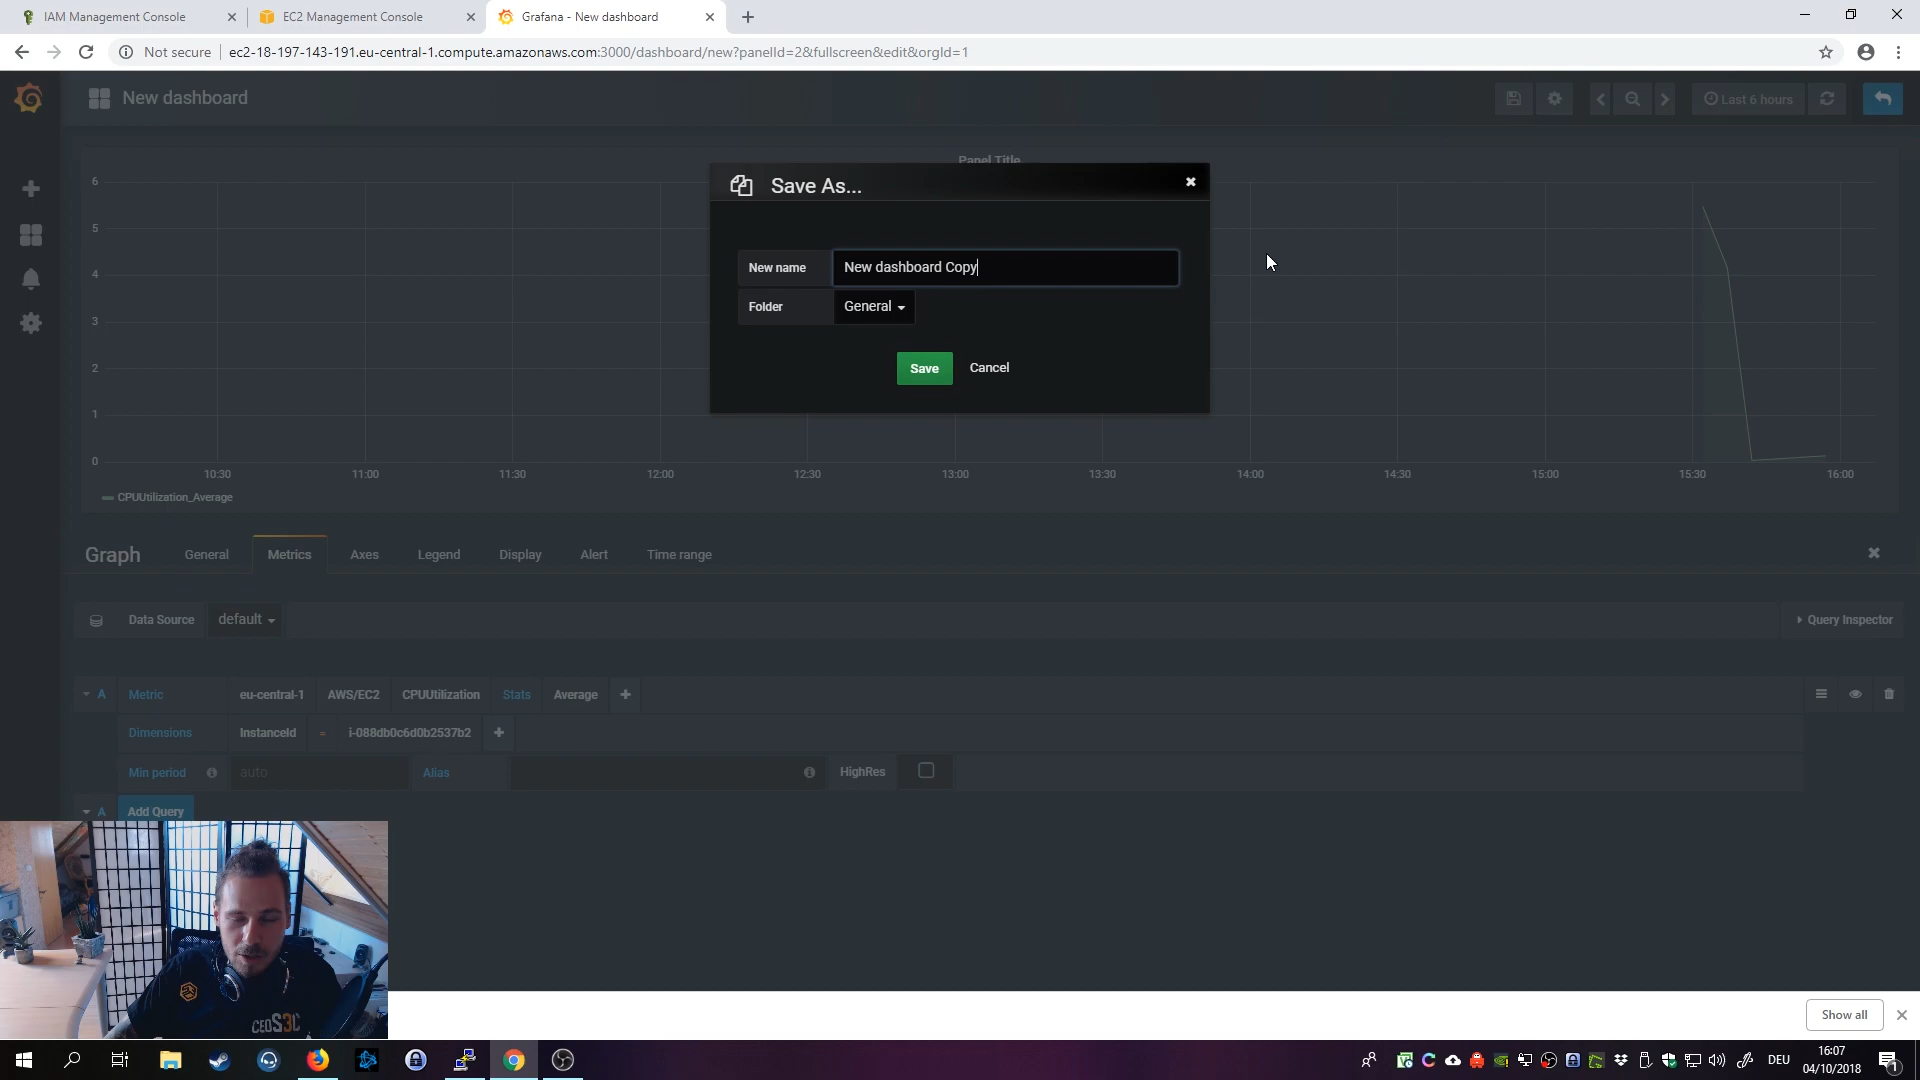 IAM Management Console
EC2 Management Console
Grafana - New dashboard
Not secure
ec2-18-197-143-191.eu-central-1.compute.amazonaws.com:3000/dashboard/new?panelId=2&fullscreen&edit&orgId=1
New dashboard
Last 6 hours
Panel Title
Save As...
New name
New dashboard Copy
Folder
General
Save
Cancel
6
5
4
3
2
1
0
10:30
11:00
11:30
12:00
12:30
13:00
13:30
14:00
14:30
15:00
15:30
16:00
CPUUtilization_Average
Graph
General
Metrics
Axes
Legend
Display
Alert
Time range
Data Source
default
Query Inspector
A
Metric
eu-central-1
AWS/EC2
CPUUtilization
Stats
Average
Dimensions
InstanceId
=
i-088db0c6d0b2537b2
Min period
auto
Alias
HighRes
A
Add Query
CEOS3C
Show all
DEU
16:07
04/10/2018
1